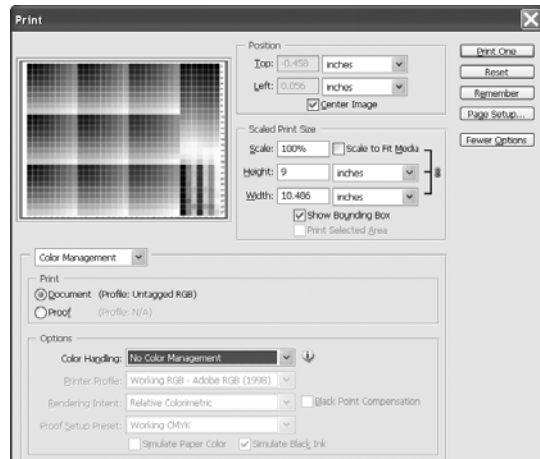 Print
Position
Top: -0.458 inches
Left: 0.056 inches
Center Image
Scaled Print Size
Scale: 100% Scale to Fit Media
Height: 9 inches
Width: 10.486 inches
Show Bounding Box
Print Selected Area
Print One
Reset
Remember
Page Setup...
Fewer Options
Color Management
Print
Document (Profile: Untagged RGB)
Proof (Profile: N/A)
Options
Color Handling: No Color Management
Printer Profile: Working RGB - Adobe RGB (1998)
Rendering Intent: Relative Colorimetric Black Point Compensation
Proof Setup Preset: Working CMYK
Simulate Paper Color Simulate Black Ink